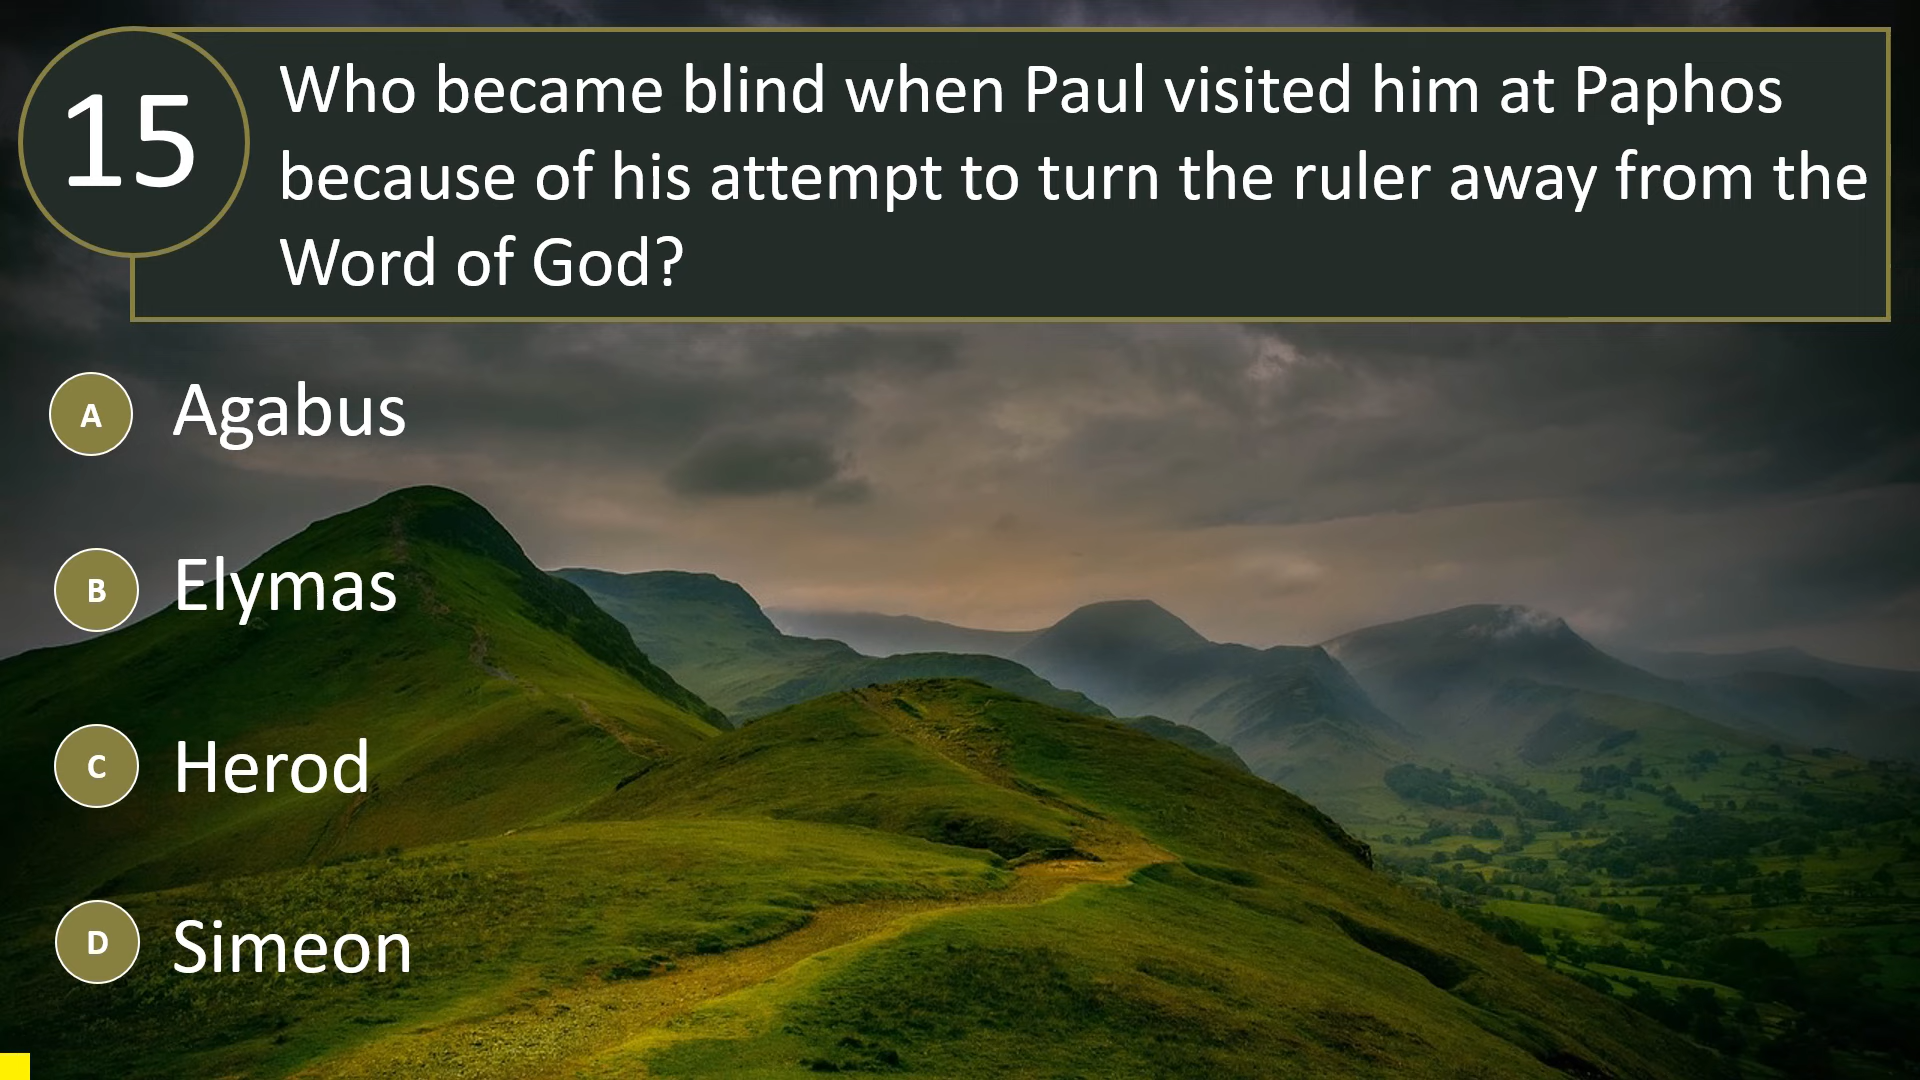 15
Who became blind when Paul visited him at Paphos
because of his attempt to turn the ruler away from the
Word of God?
A Agabus
B Elymas
C Herod
D Simeon